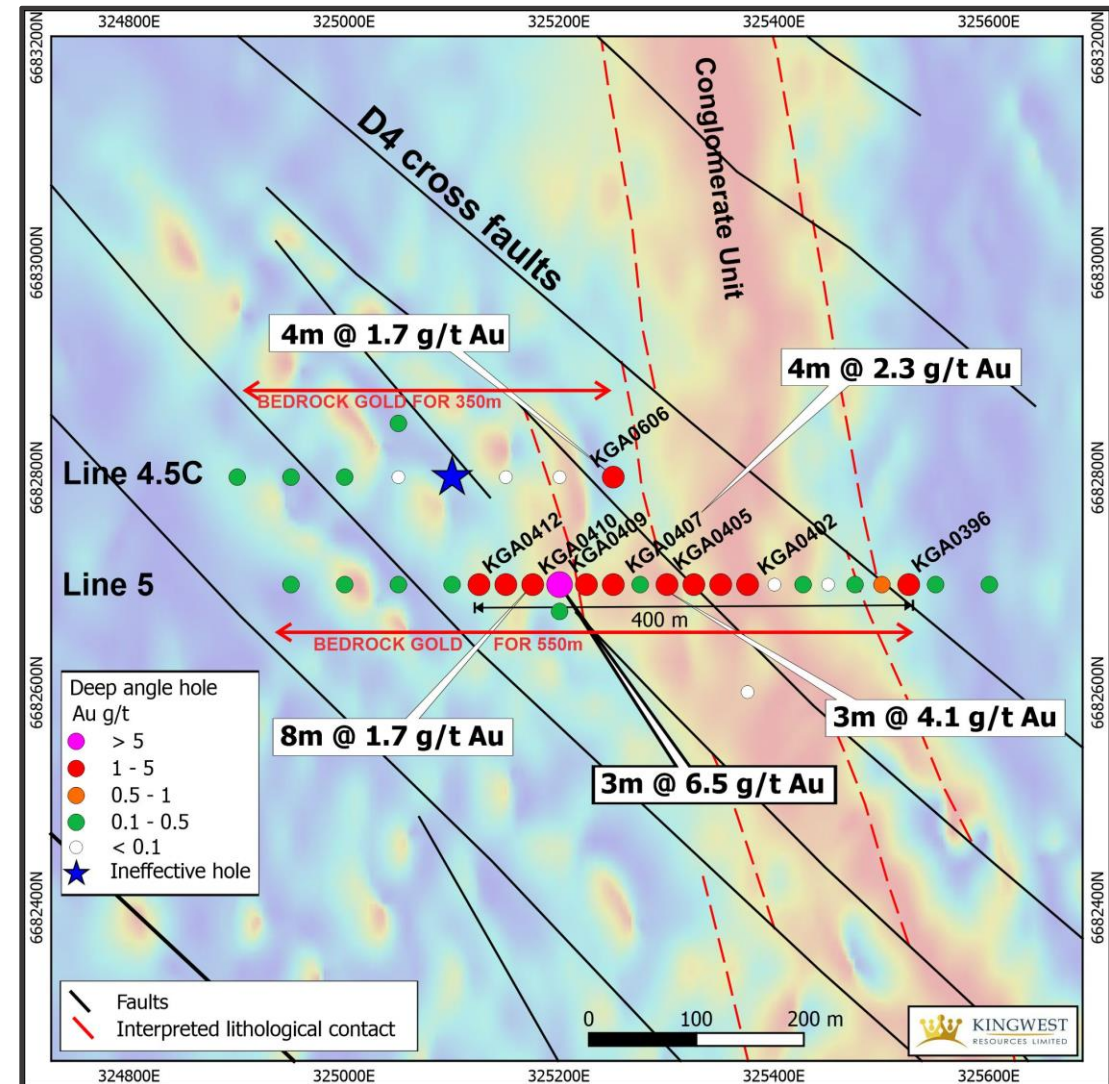 324800E 325000E 325200E 325400E 325600E
6683200N 6683200N
6683000N 6683000N
6682800N 6682800N
6682600N 6682600N
6682400N 6682400N
D4 cross faults
Conglomerate Unit
4m @ 1.7 g/t Au
4m @ 2.3 g/t Au
BEDROCK GOLD FOR 350m
KGA0606
Line 4.5C
KGA0412 KGA0410 KGA0409 KGA0407 KGA0405 KGA0402 KGA0396
Line 5
400 m
BEDROCK GOLD FOR 550m
8m @ 1.7 g/t Au
3m @ 4.1 g/t Au
3m @ 6.5 g/t Au
Deep angle hole
Au g/t
> 5
1 - 5
0.5 - 1
0.1 - 0.5
< 0.1
Ineffective hole
Faults
Interpreted lithological contact
0 100 200 m
KINGWEST
RESOURCES LIMITED
324800E 325000E 325200E 325400E 325600E